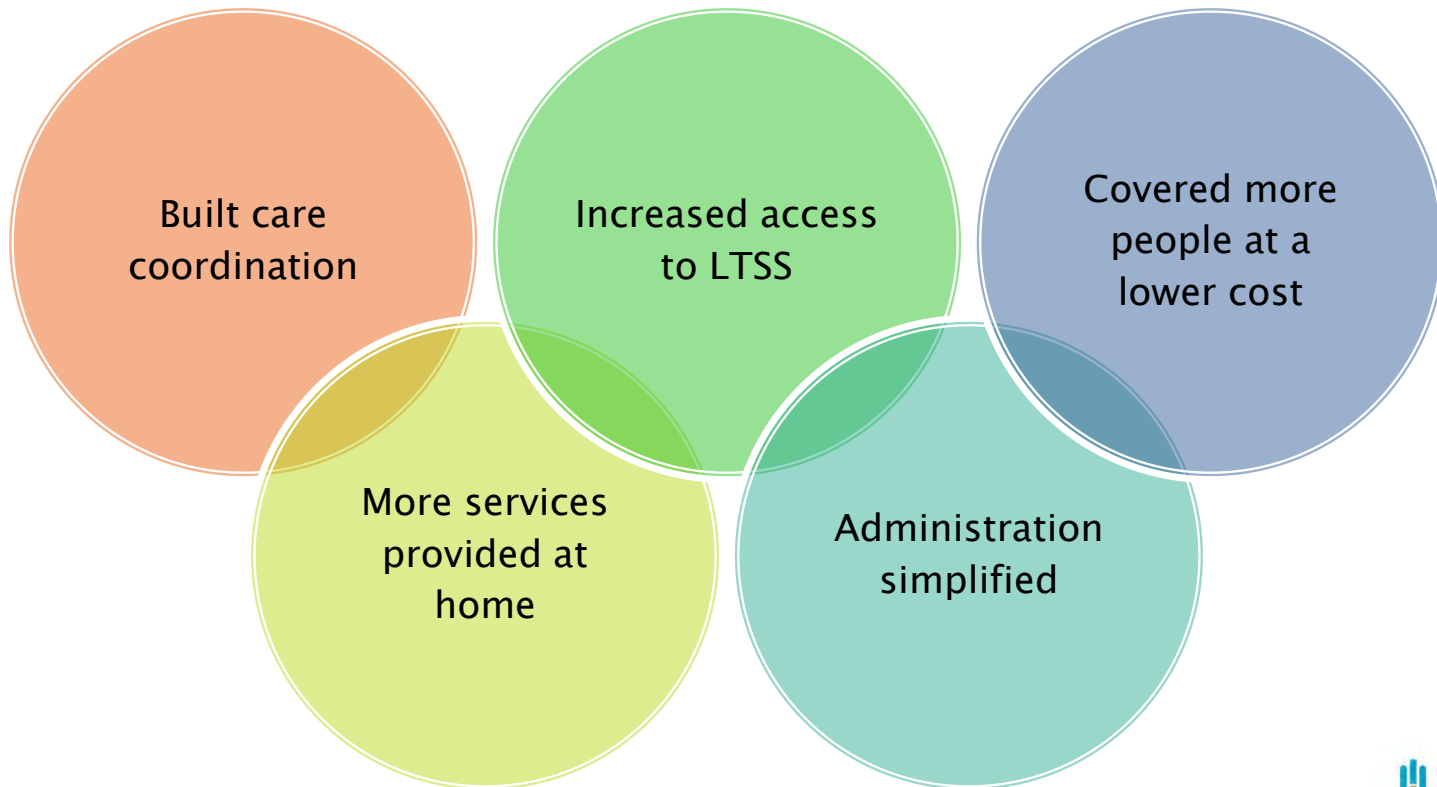 Built care
coordination
Increased access
to LTSS
Covered more
people at a
lower cost
More services
provided at
home
Administration
simplified